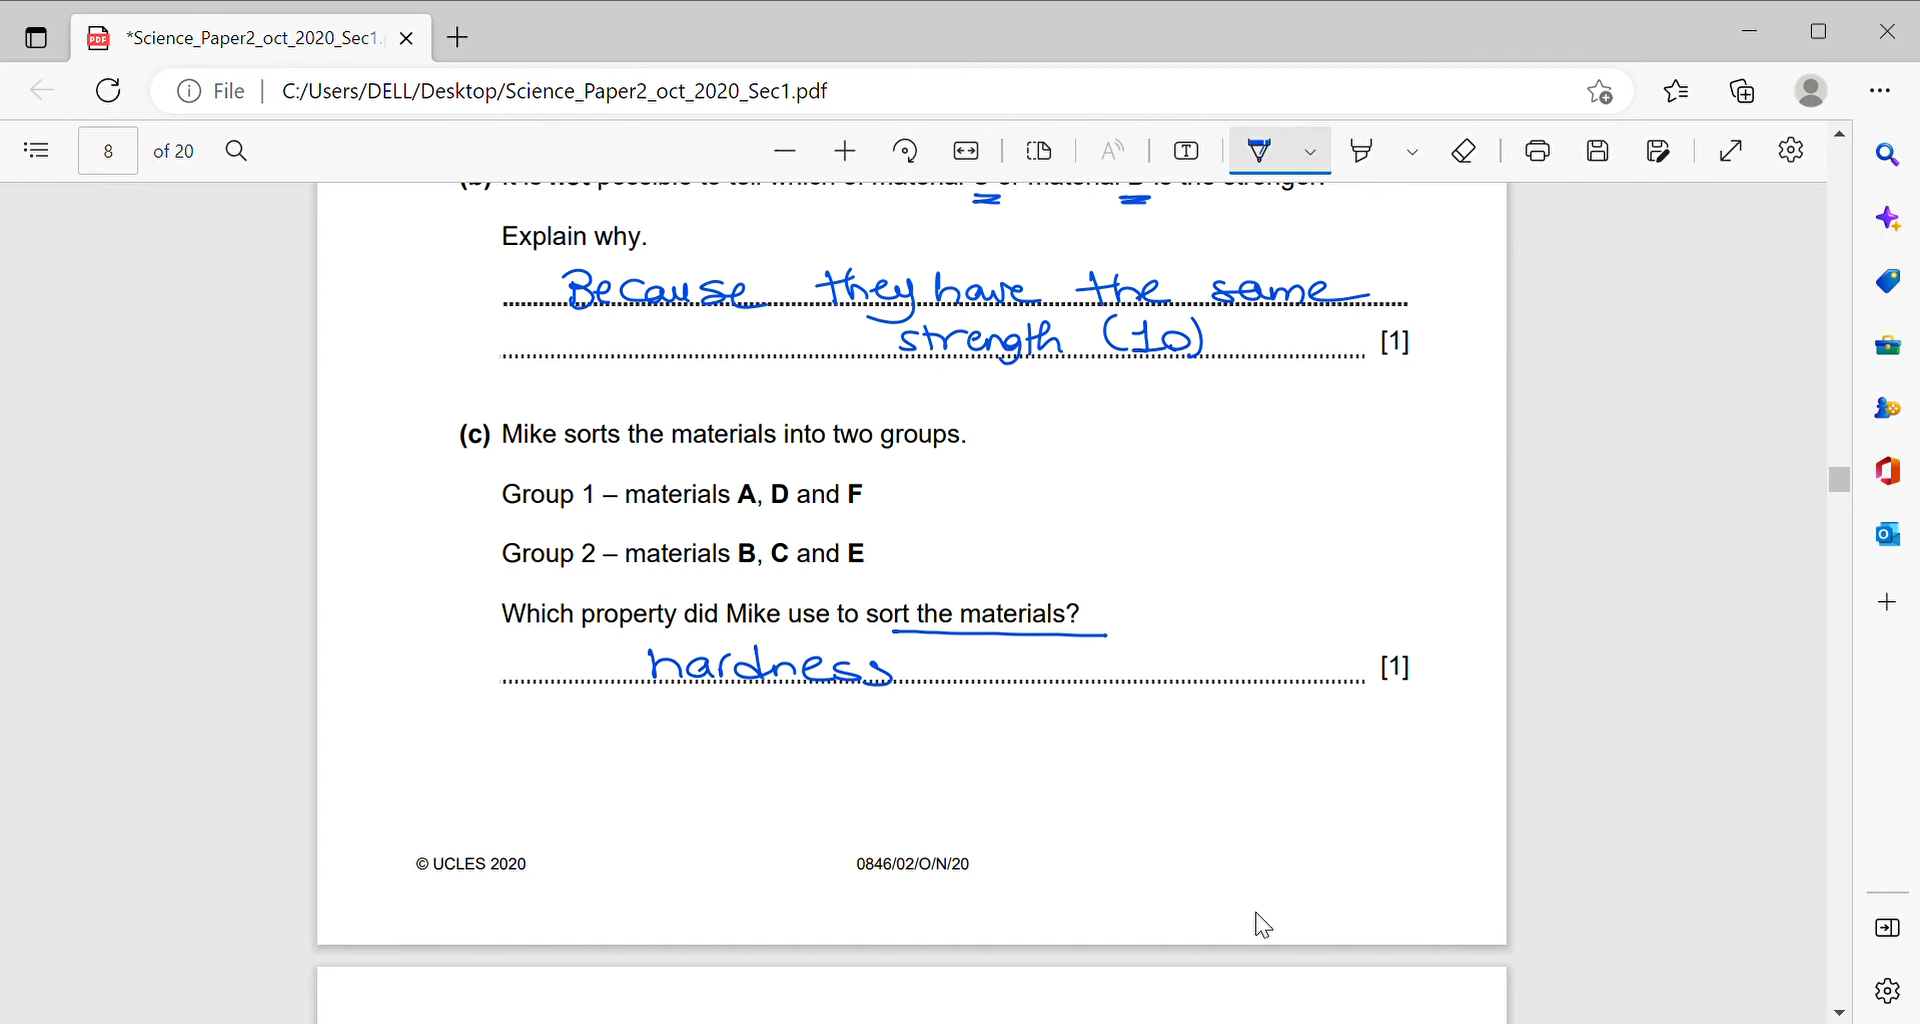 *Science_Paper2_oct_2020_Sec1.
File
C:/Users/DELL/Desktop/Science_Paper2_oct_2020_Sec1.pdf
8 of 20
Explain why.
Because they have the same
strength (10) [1]
(c) Mike sorts the materials into two groups.
Group 1 – materials A, D and F
Group 2 – materials B, C and E
Which property did Mike use to sort the materials?
hardness [1]
© UCLES 2020 0846/02/O/N/20